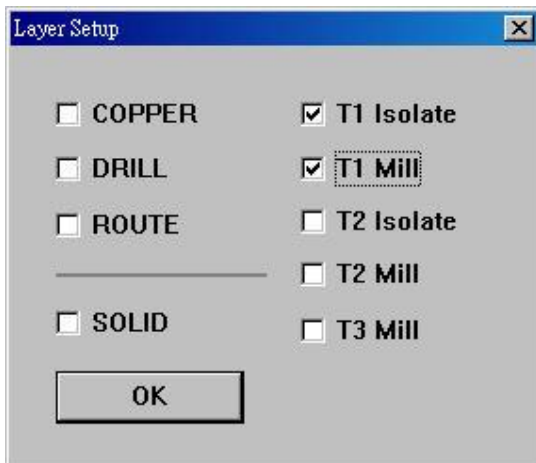 Layer Setup
COPPER
DRILL
ROUTE
SOLID
OK
T1 Isolate
T1 Mill
T2 Isolate
T2 Mill
T3 Mill